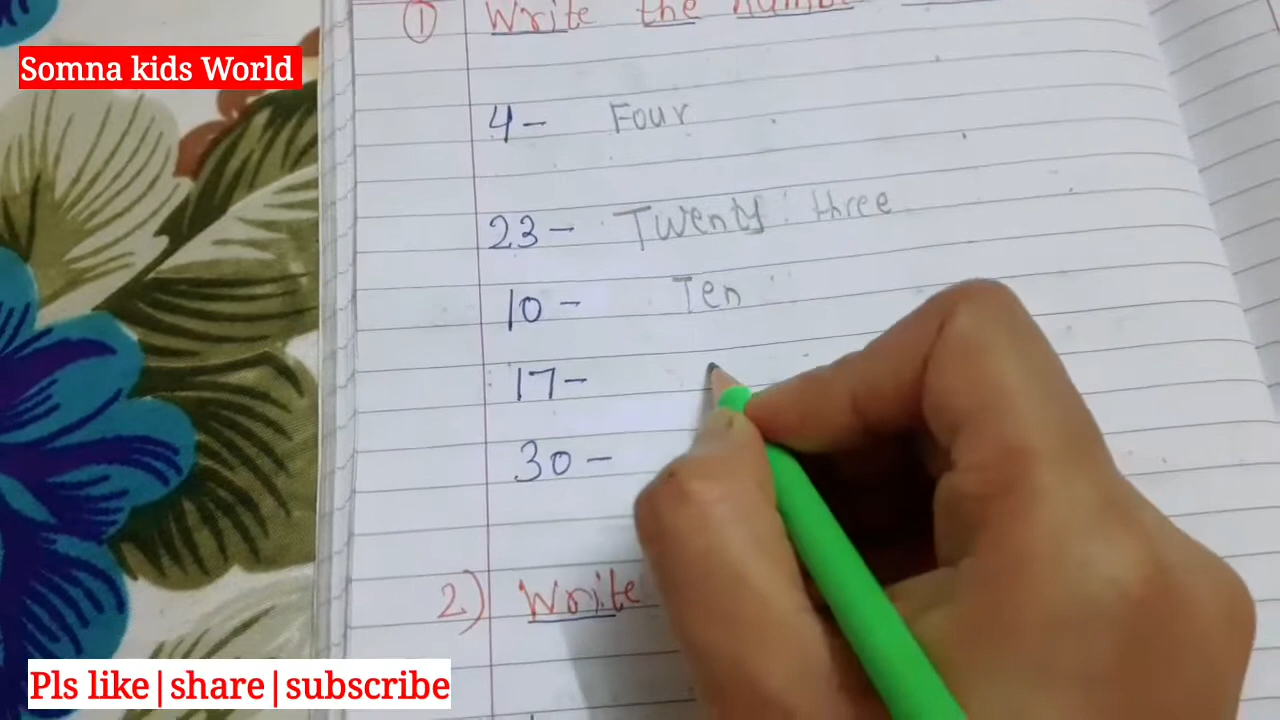 ① Write the
Somna kids World
4- Four
23- Twenty three
10- Ten
17-
30-
2) Write
Pls like|share|subscribe